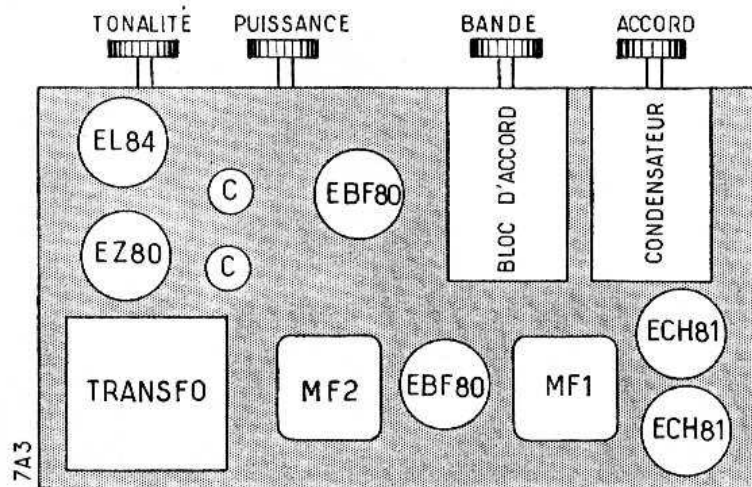 TONALITÉ PUISSANCE BANDE ACCORD
EL84
EBF80
C
EZ80
C
BLOC D'ACCORD
CONDENSATEUR
ECH81
TRANSFO
MF2
EBF80
MF1
ECH81
7A3